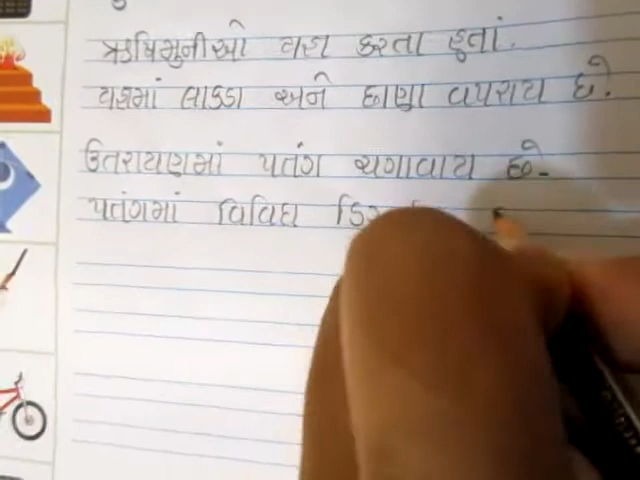 ઋષિમુનીઓ યજ્ઞ કરતા હતાં.
યજ્ઞમાં લાકડા અને છાણા વપરાય છે.
ઉતરાયણમાં પતંગ ચગાવાય છે.
પતંગમાં વિવિધ